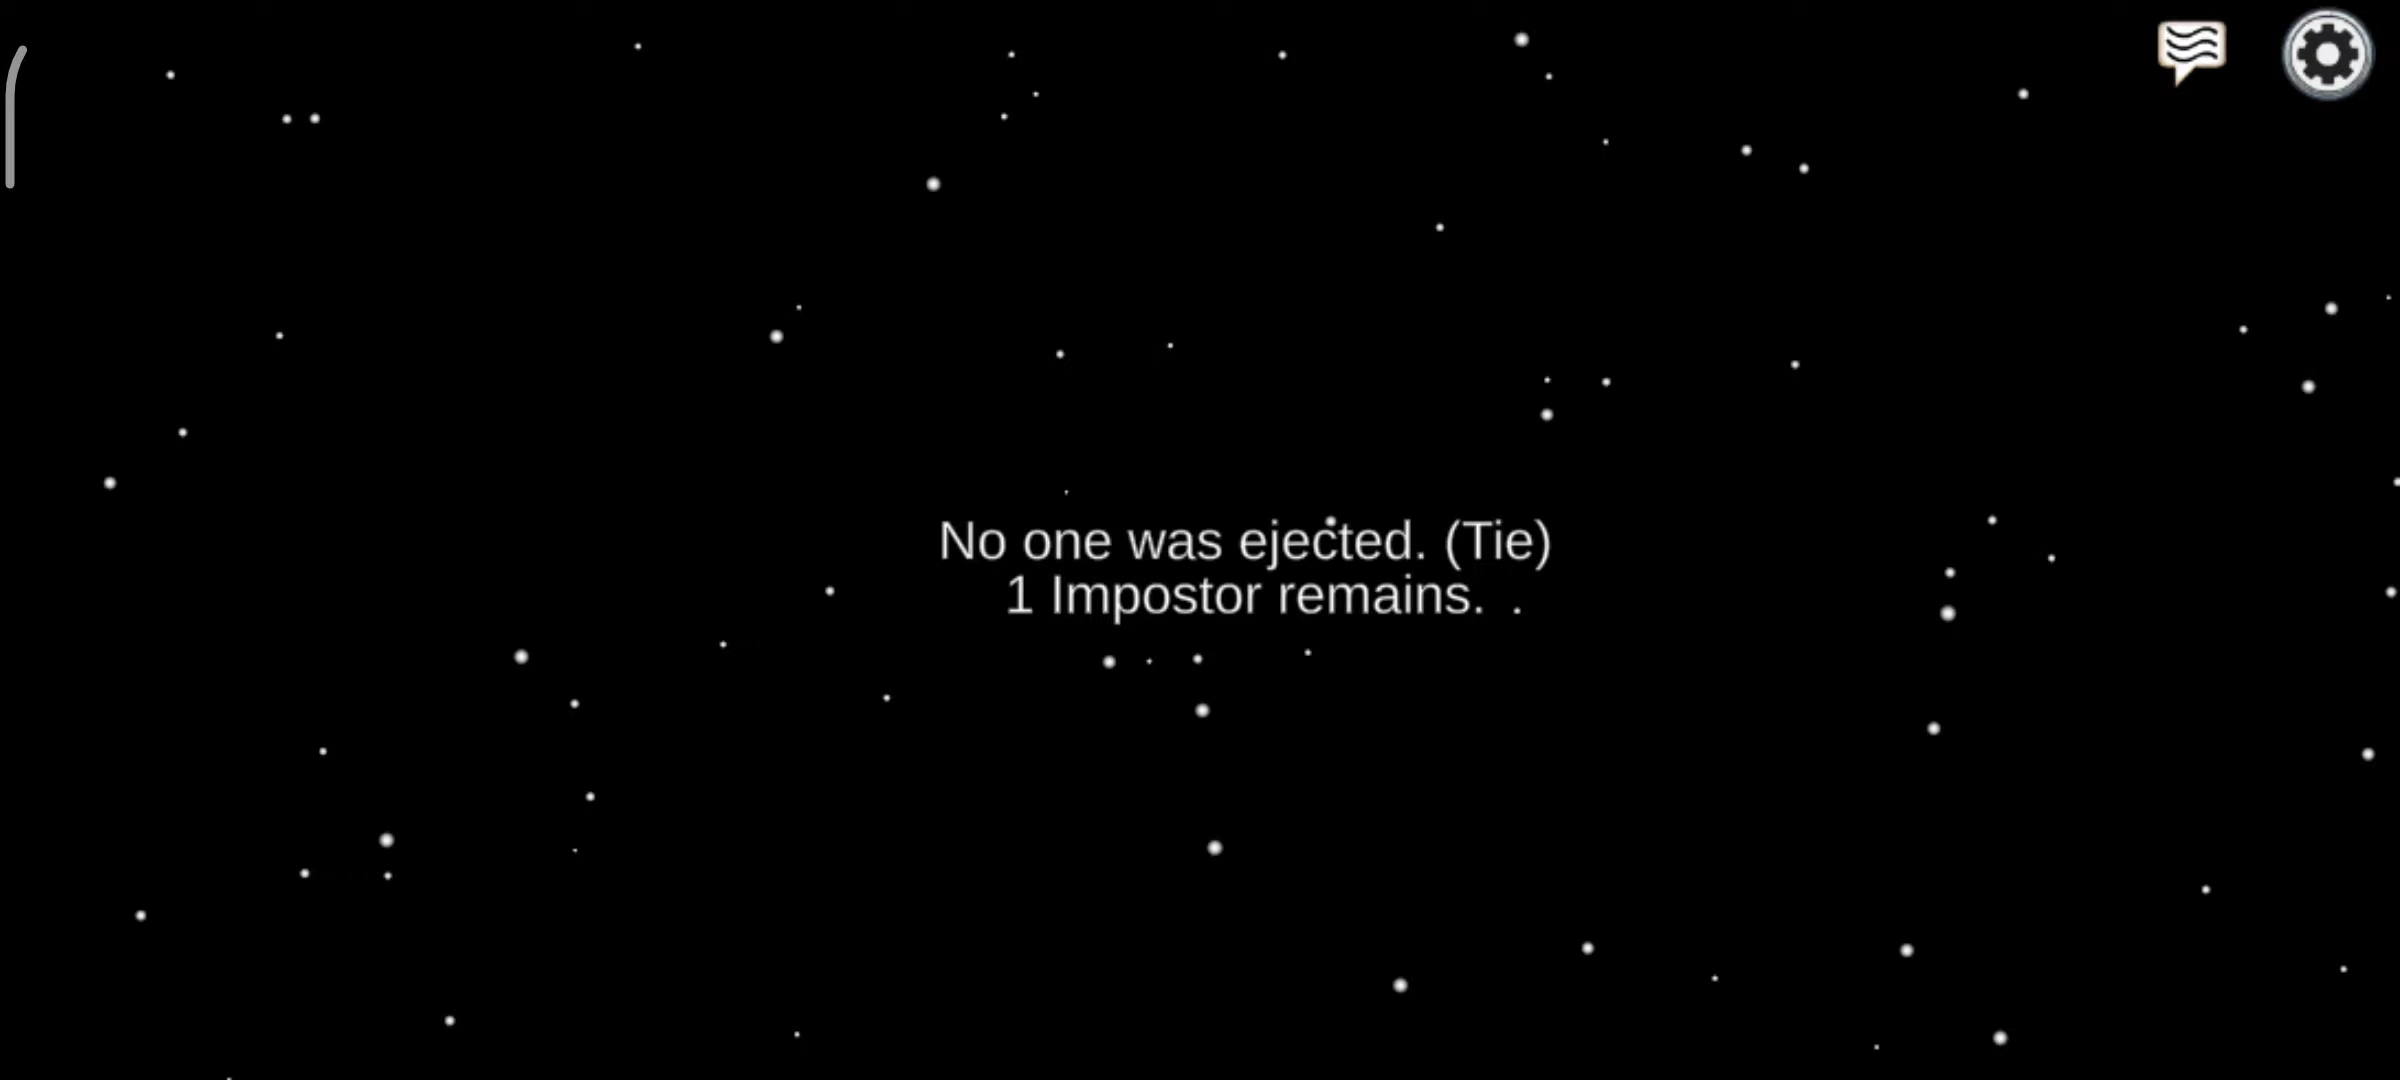 No one was ejected. (Tie)
1 Impostor remains.